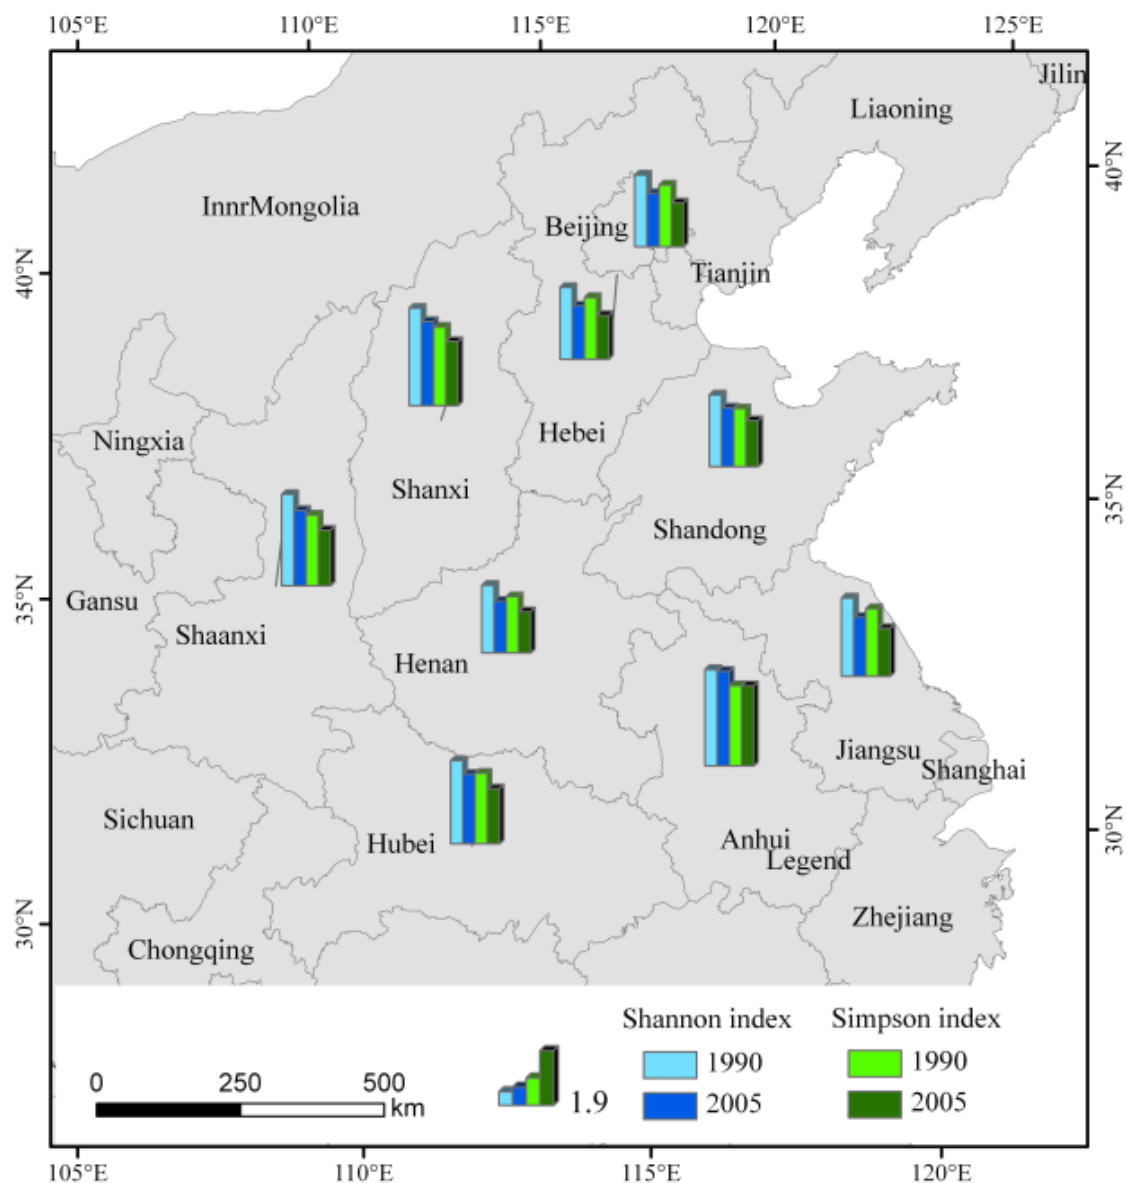 105°E 110°E 115°E 120°E 125°E
Jilin
Liaoning
40°N
InnrMongolia
Beijing
40°N
Tianjin
Hebei
Ningxia
Shanxi
35°N
Shandong
35°N
Gansu
Shaanxi
Henan
Jiangsu
Shanghai
Sichuan
30°N
Hubei
Anhui
Legend
Zhejiang
30°N
Chongqing
Shannon index Simpson index
0 250 500
km
1.9
1990 1990
2005 2005
105°E 110°E 115°E 120°E